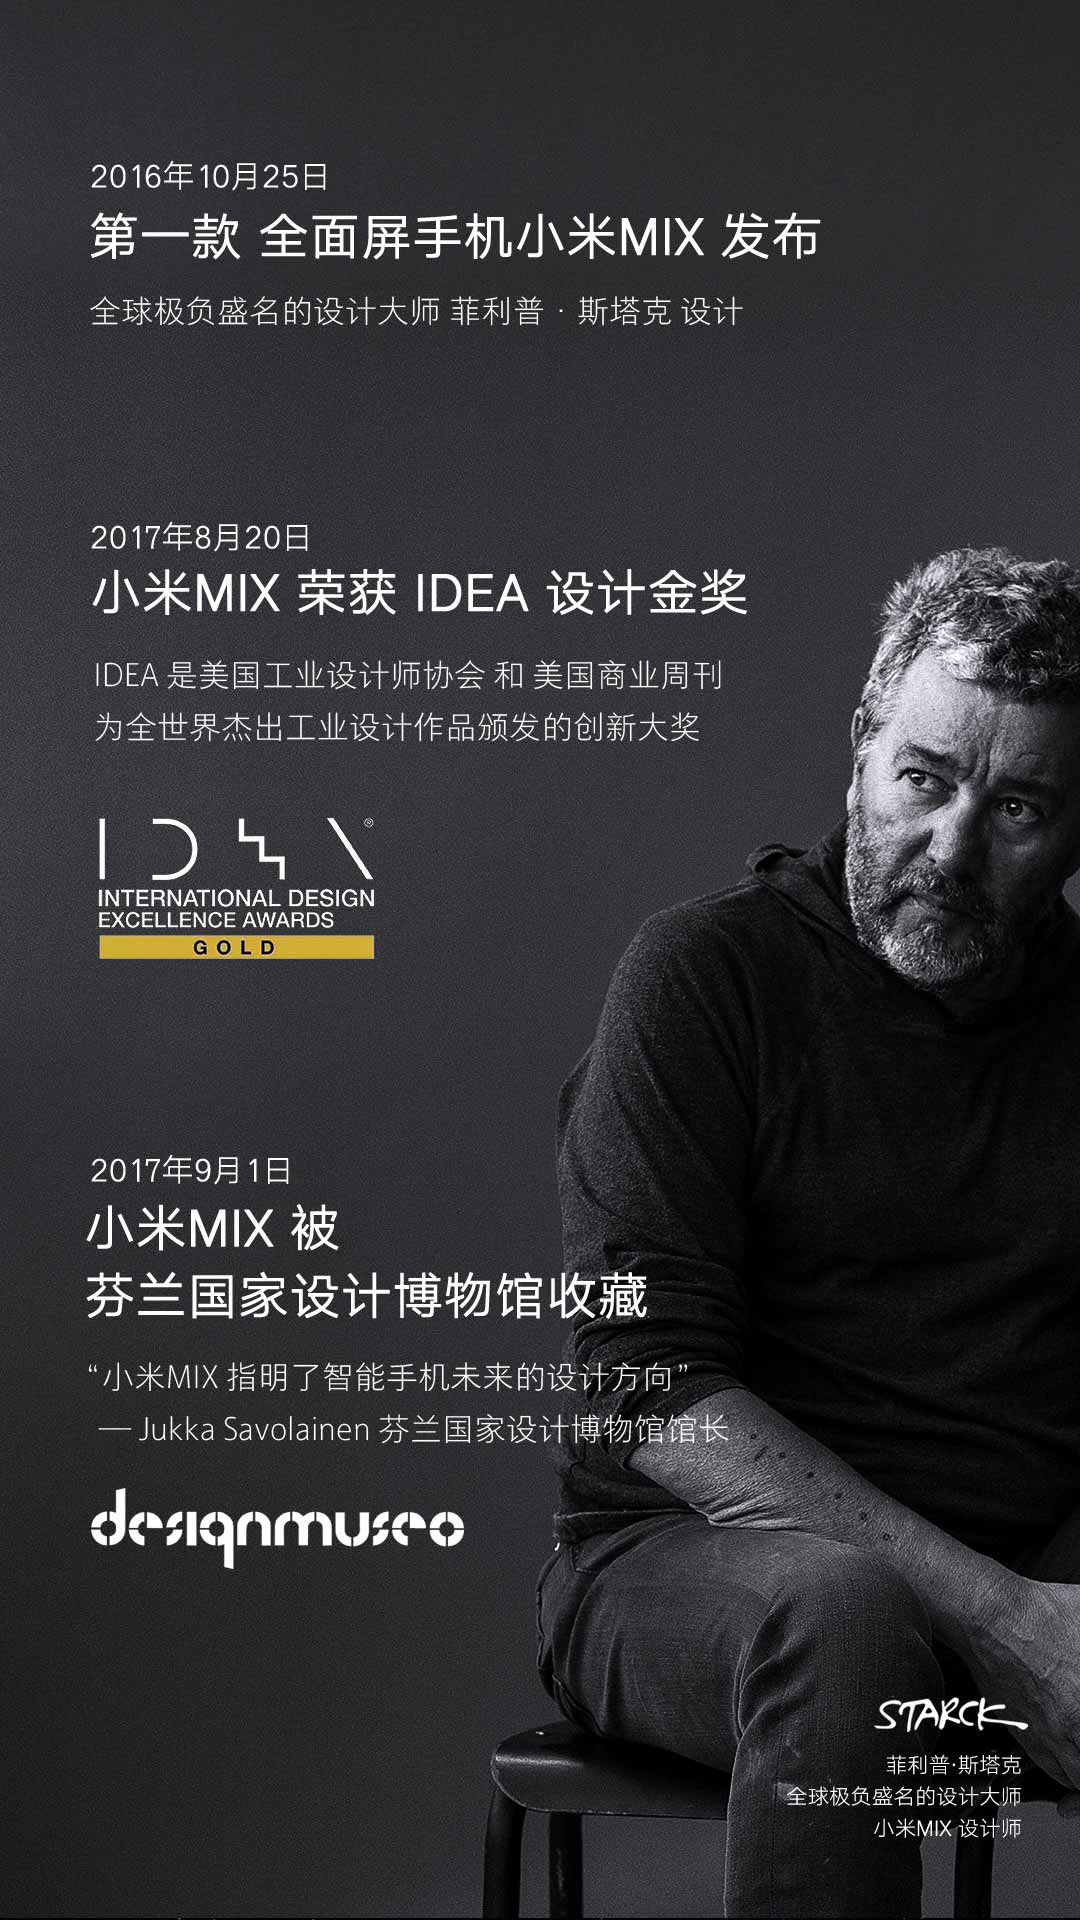 2016年10月25日
第一款 全面屏手机小米MIX 发布
全球极负盛名的设计大师 菲利普 · 斯塔克 设计
2017年8月20日
小米MIX 荣获 IDEA 设计金奖
IDEA 是美国工业设计师协会 和 美国商业周刊
为全世界杰出工业设计作品颁发的创新大奖
IDEA®
INTERNATIONAL DESIGN
EXCELLENCE AWARDS
GOLD
2017年9月1日
小米MIX 被
芬兰国家设计博物馆收藏
“小米MIX 指明了智能手机未来的设计方向”
— Jukka Savolainen 芬兰国家设计博物馆馆长
designmuseo
STARCK
菲利普·斯塔克
全球极负盛名的设计大师
小米MIX 设计师